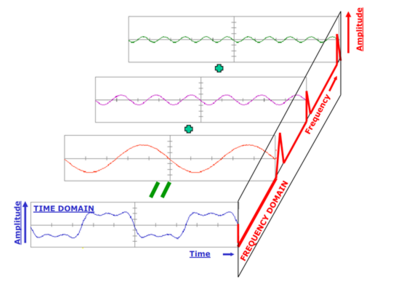 Amplitude
Frequency
FREQUENCY DOMAIN
TIME DOMAIN
Amplitude
Time